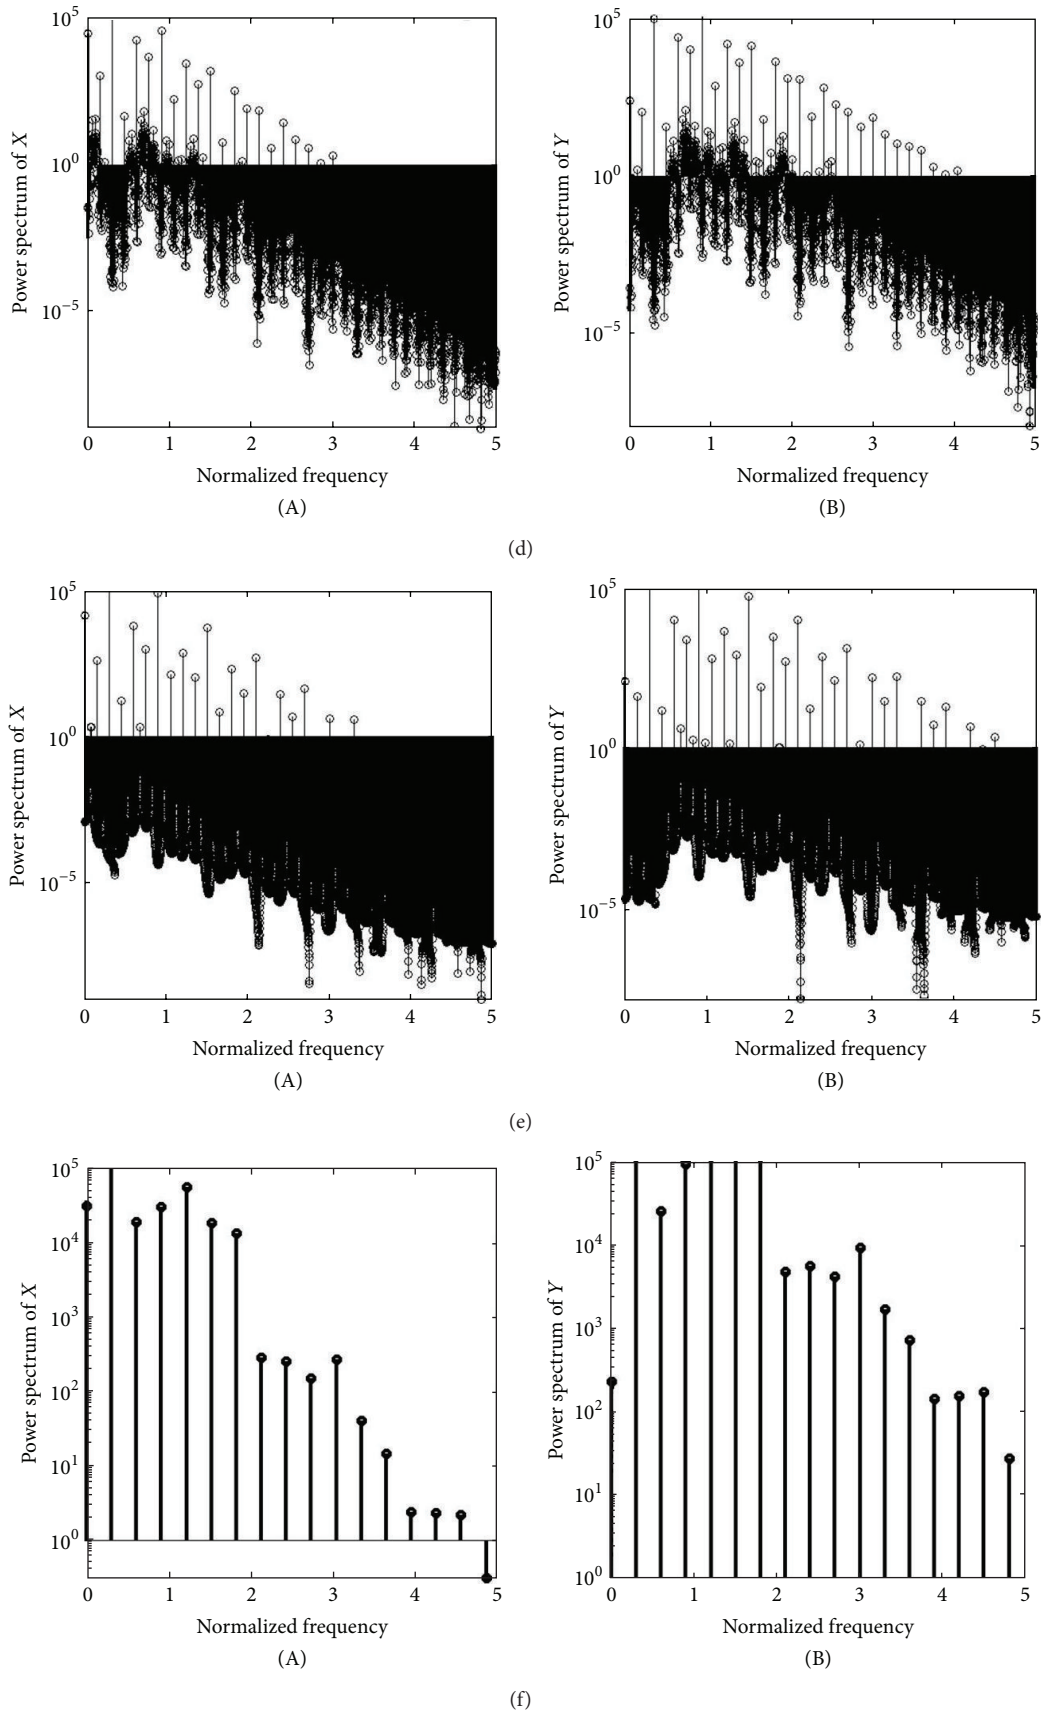 10^5
10^0
10^-5
Power spectrum of X
0 1 2 3 4 5
Normalized frequency
(A)
10^5
10^0
10^-5
Power spectrum of Y
0 1 2 3 4 5
Normalized frequency
(B)
(d)
10^5
10^0
10^-5
Power spectrum of X
0 1 2 3 4 5
Normalized frequency
(A)
10^5
10^0
10^-5
Power spectrum of Y
0 1 2 3 4 5
Normalized frequency
(B)
(e)
10^5
10^4
10^3
10^2
10^1
10^0
Power spectrum of X
0 1 2 3 4 5
Normalized frequency
(A)
10^5
10^4
10^3
10^2
10^1
10^0
Power spectrum of Y
0 1 2 3 4 5
Normalized frequency
(B)
(f)